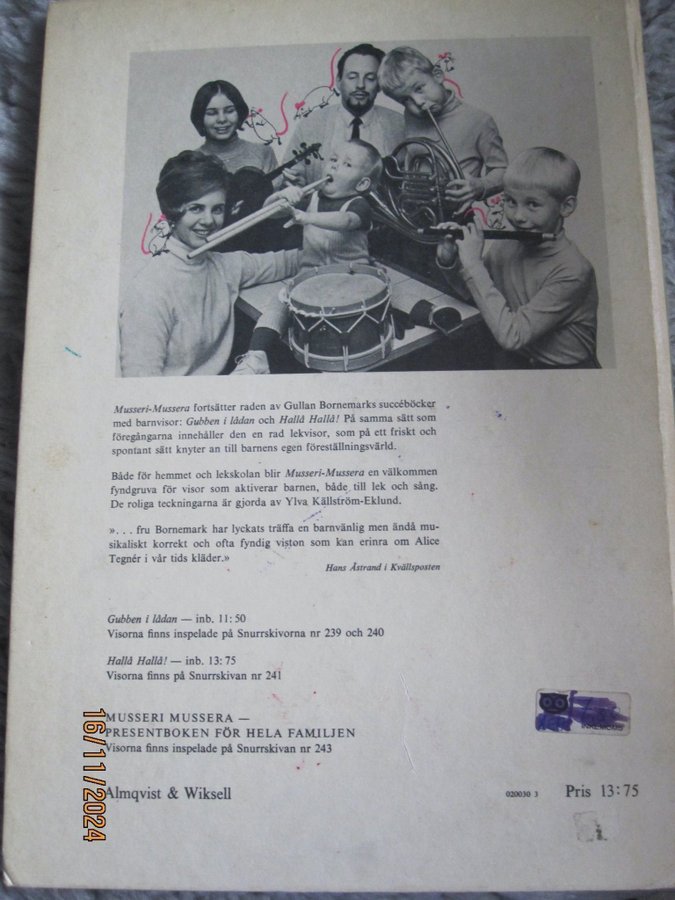 Musseri-Mussera fortsätter raden av Gullan Bornemarks succéböcker
med barnvisor: Gubben i lådan och Hallå Hallå! På samma sätt som
föregångarna innehåller den en rad lekvisor, som på ett friskt och
spontant sätt knyter an till barnens egen föreställningsvärld.
Både för hemmet och lekskolan blir Musseri-Mussera en välkommen
fyndgruva för visor som aktiverar barnen, både till lek och sång.
De roliga teckningarna är gjorda av Ylva Källström-Eklund.
»... fru Bornemark har lyckats träffa en barnvänlig men ändå mu-
sikaliskt korrekt och ofta fyndig viston som kan erinra om Alice
Tegnér i vår tids kläder.»
Hans Åstrand i Kvällsposten
Gubben i lådan — inb. 11:50
Visorna finns inspelade på Snurrskivorna nr 239 och 240
Hallå Hallå! — inb. 13:75
Visorna finns på Snurrskivan nr 241
MUSSERI MUSSERA —
PRESENTBOKEN FÖR HELA FAMILJEN
Visorna finns inspelade på Snurrskivan nr 243
Almqvist & Wiksell
020030 3
Pris 13:75
16/11/2024